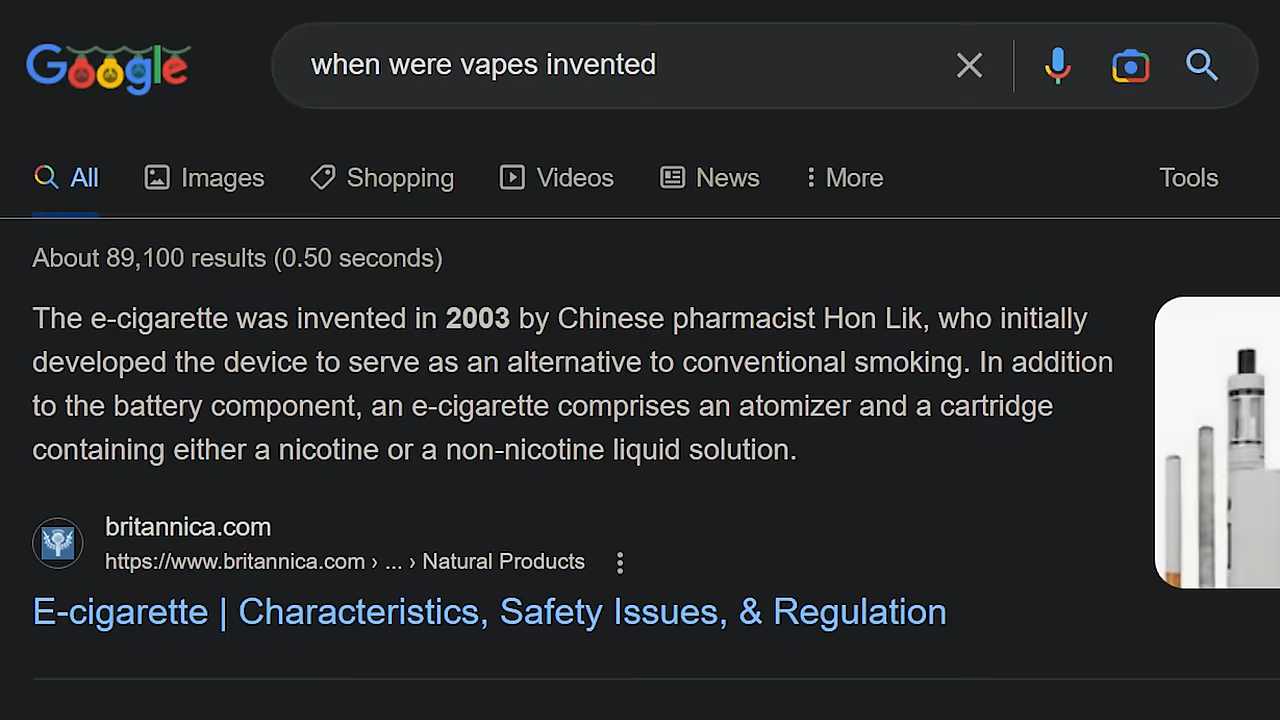 Google
when were vapes invented
All Images Shopping Videos News More Tools
About 89,100 results (0.50 seconds)
The e-cigarette was invented in 2003 by Chinese pharmacist Hon Lik, who initially
developed the device to serve as an alternative to conventional smoking. In addition
to the battery component, an e-cigarette comprises an atomizer and a cartridge
containing either a nicotine or a non-nicotine liquid solution.
britannica.com
https://www.britannica.com › ... › Natural Products
E-cigarette | Characteristics, Safety Issues, & Regulation